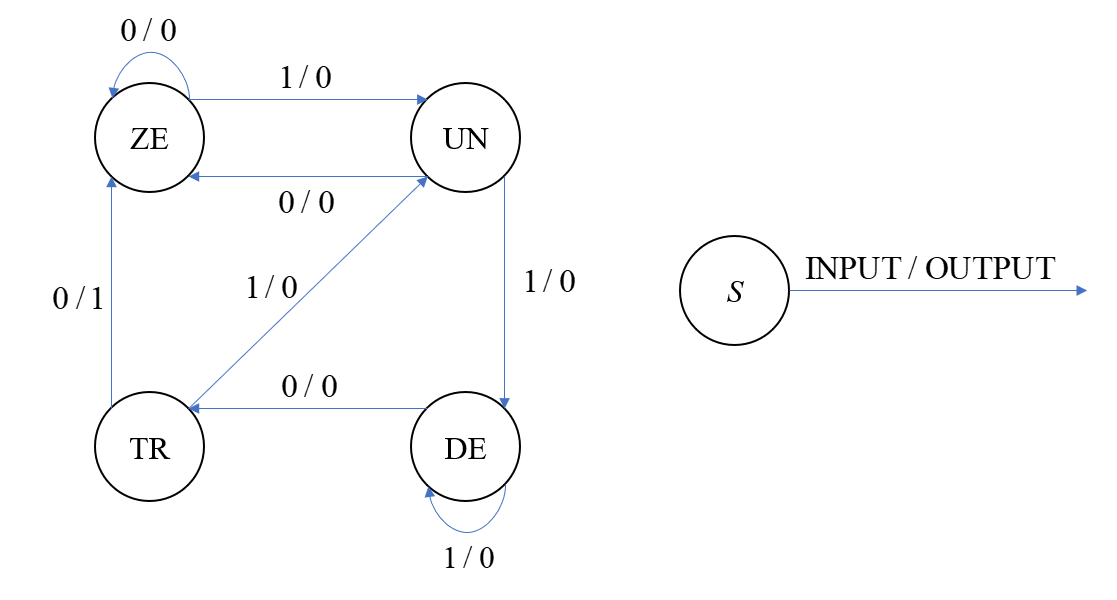 0 / 0
1 / 0
ZE
UN
0 / 0
1 / 0
0 / 1
1 / 0
0 / 0
TR
DE
1 / 0
S
INPUT / OUTPUT